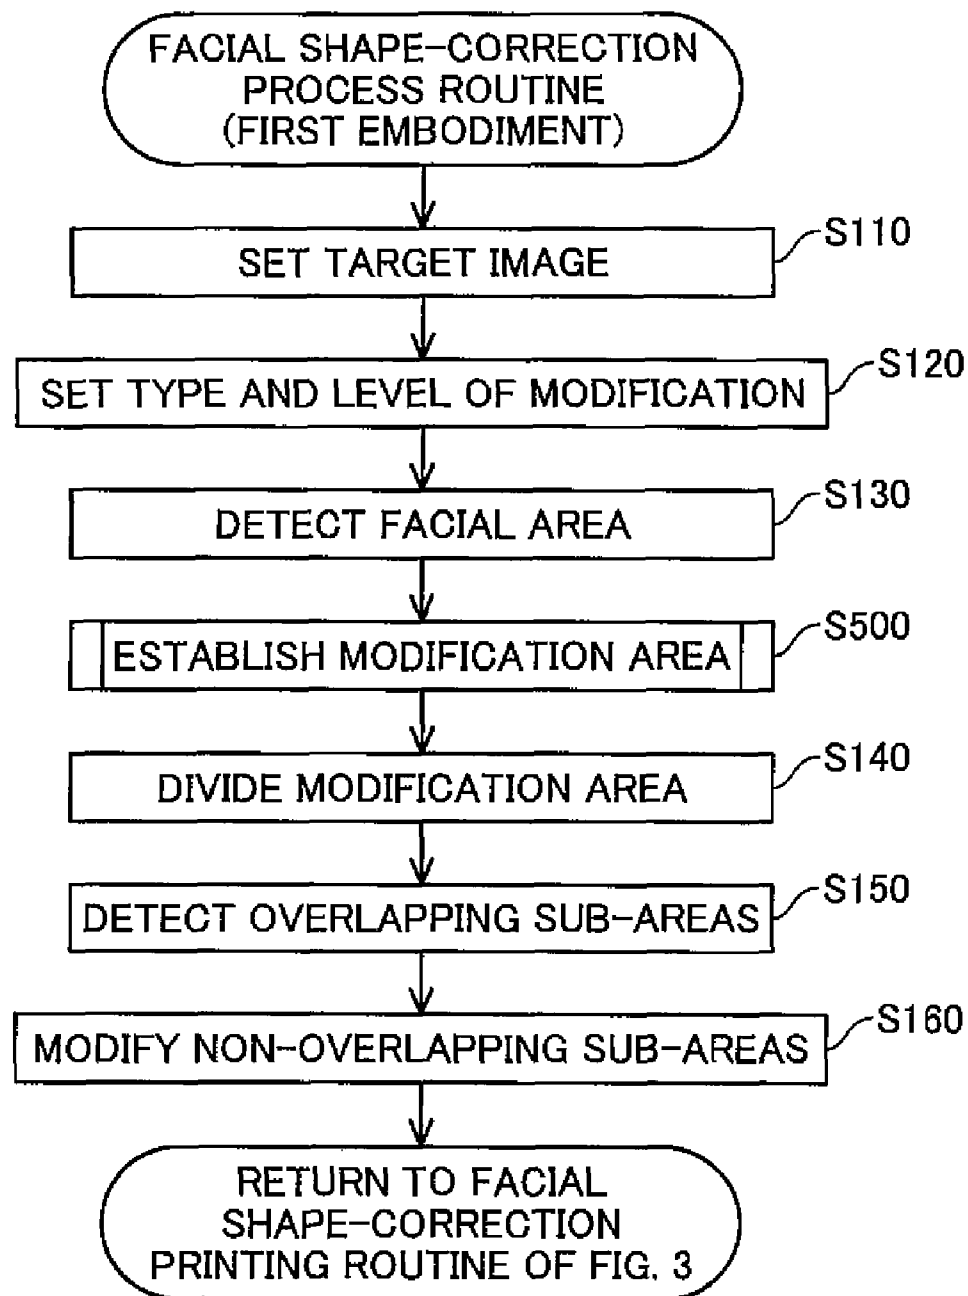 FACIAL SHAPE-CORRECTION
PROCESS ROUTINE
(FIRST EMBODIMENT)
S110
SET TARGET IMAGE
S120
SET TYPE AND LEVEL OF MODIFICATION
S130
DETECT FACIAL AREA
S500
ESTABLISH MODIFICATION AREA
S140
DIVIDE MODIFICATION AREA
S150
DETECT OVERLAPPING SUB-AREAS
S160
MODIFY NON-OVERLAPPING SUB-AREAS
RETURN TO FACIAL
SHAPE-CORRECTION
PRINTING ROUTINE OF FIG. 3